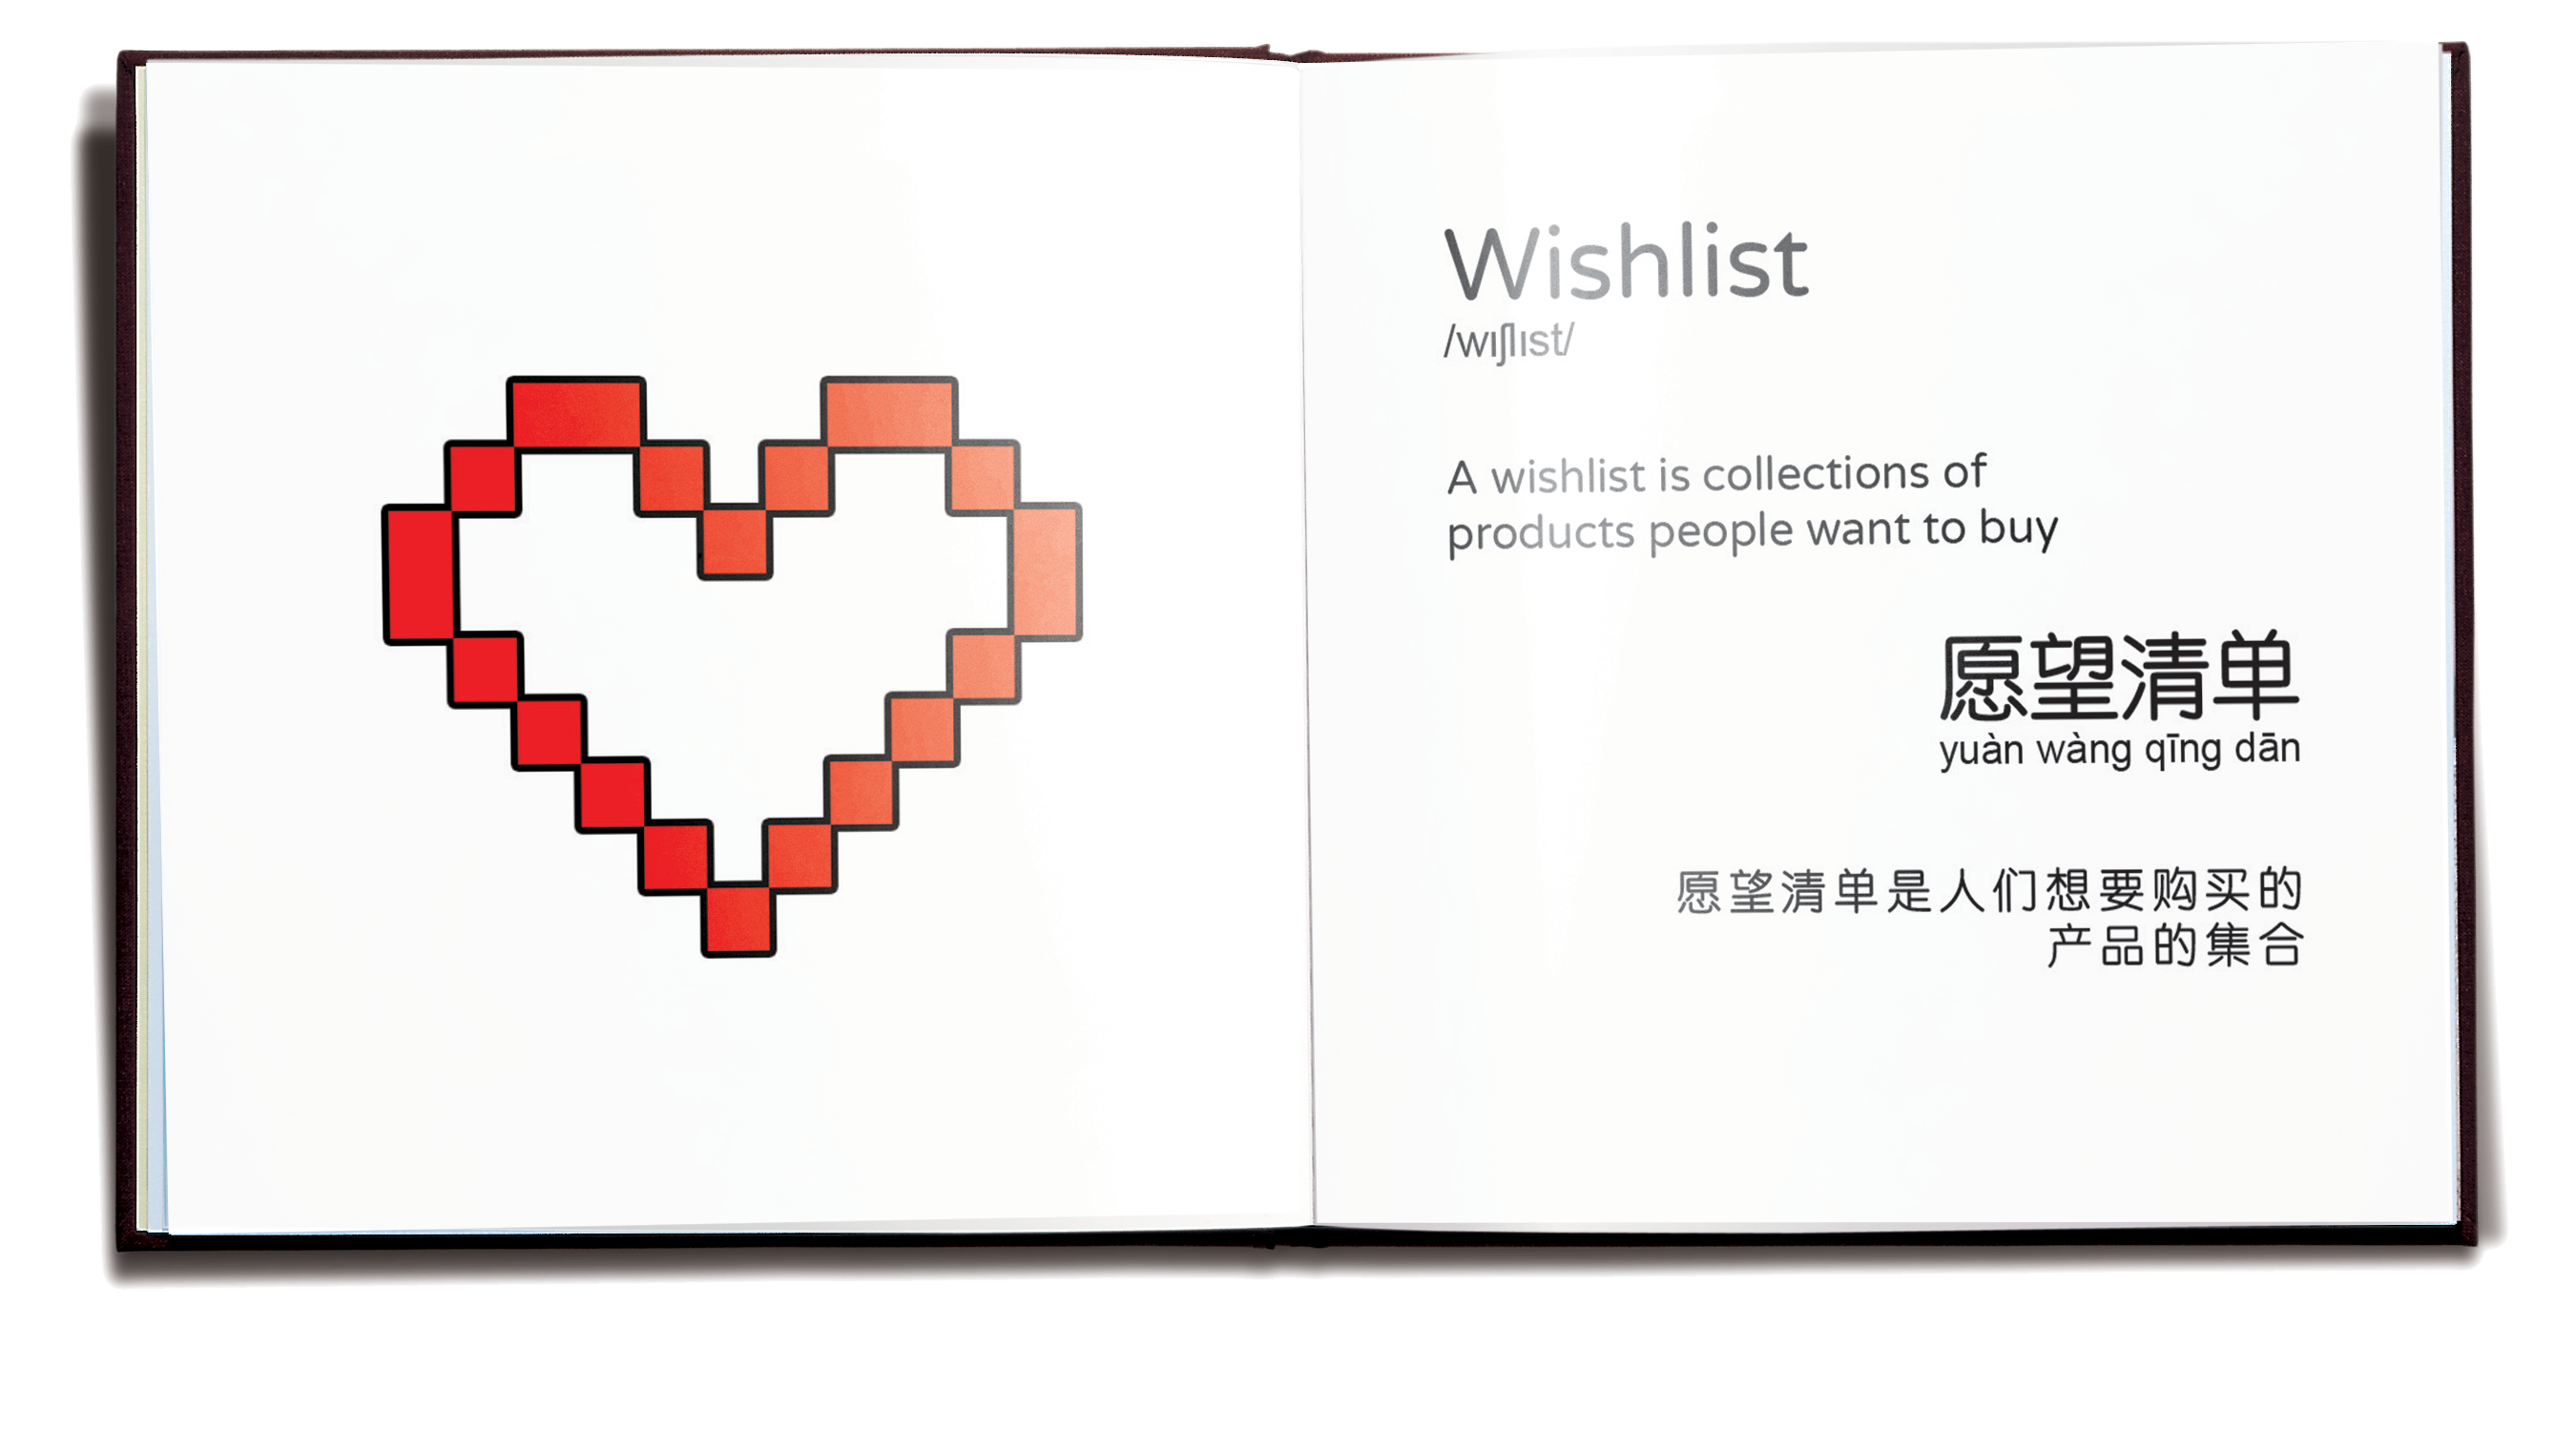 Wishlist
/wɪʃlɪst/
A wishlist is collections of
products people want to buy
愿望清单
yuàn wàng qīng dān
愿望清单是人们想要购买的
产品的集合